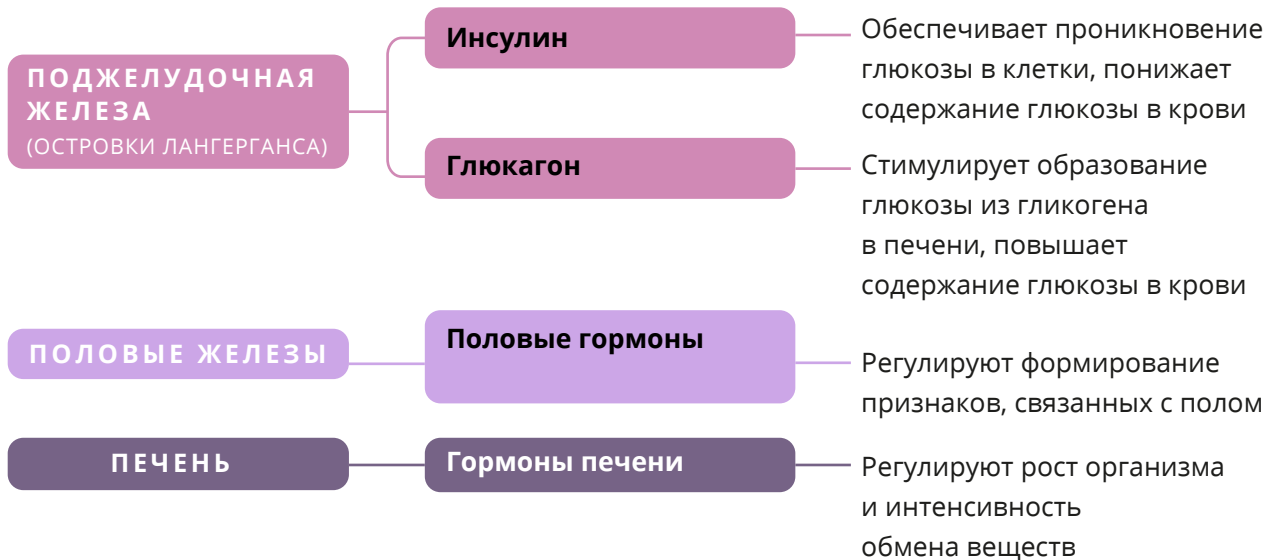 ПОДЖЕЛУДОЧНАЯ
ЖЕЛЕЗА
(ОСТРОВКИ ЛАНГЕРГАНСА)
Инсулин
Обеспечивает проникновение
глюкозы в клетки, понижает
содержание глюкозы в крови
Глюкагон
Стимулирует образование
глюкозы из гликогена
в печени, повышает
содержание глюкозы в крови
ПОЛОВЫЕ ЖЕЛЕЗЫ
Половые гормоны
Регулируют формирование
признаков, связанных с полом
ПЕЧЕНЬ
Гормоны печени
Регулируют рост организма
и интенсивность
обмена веществ